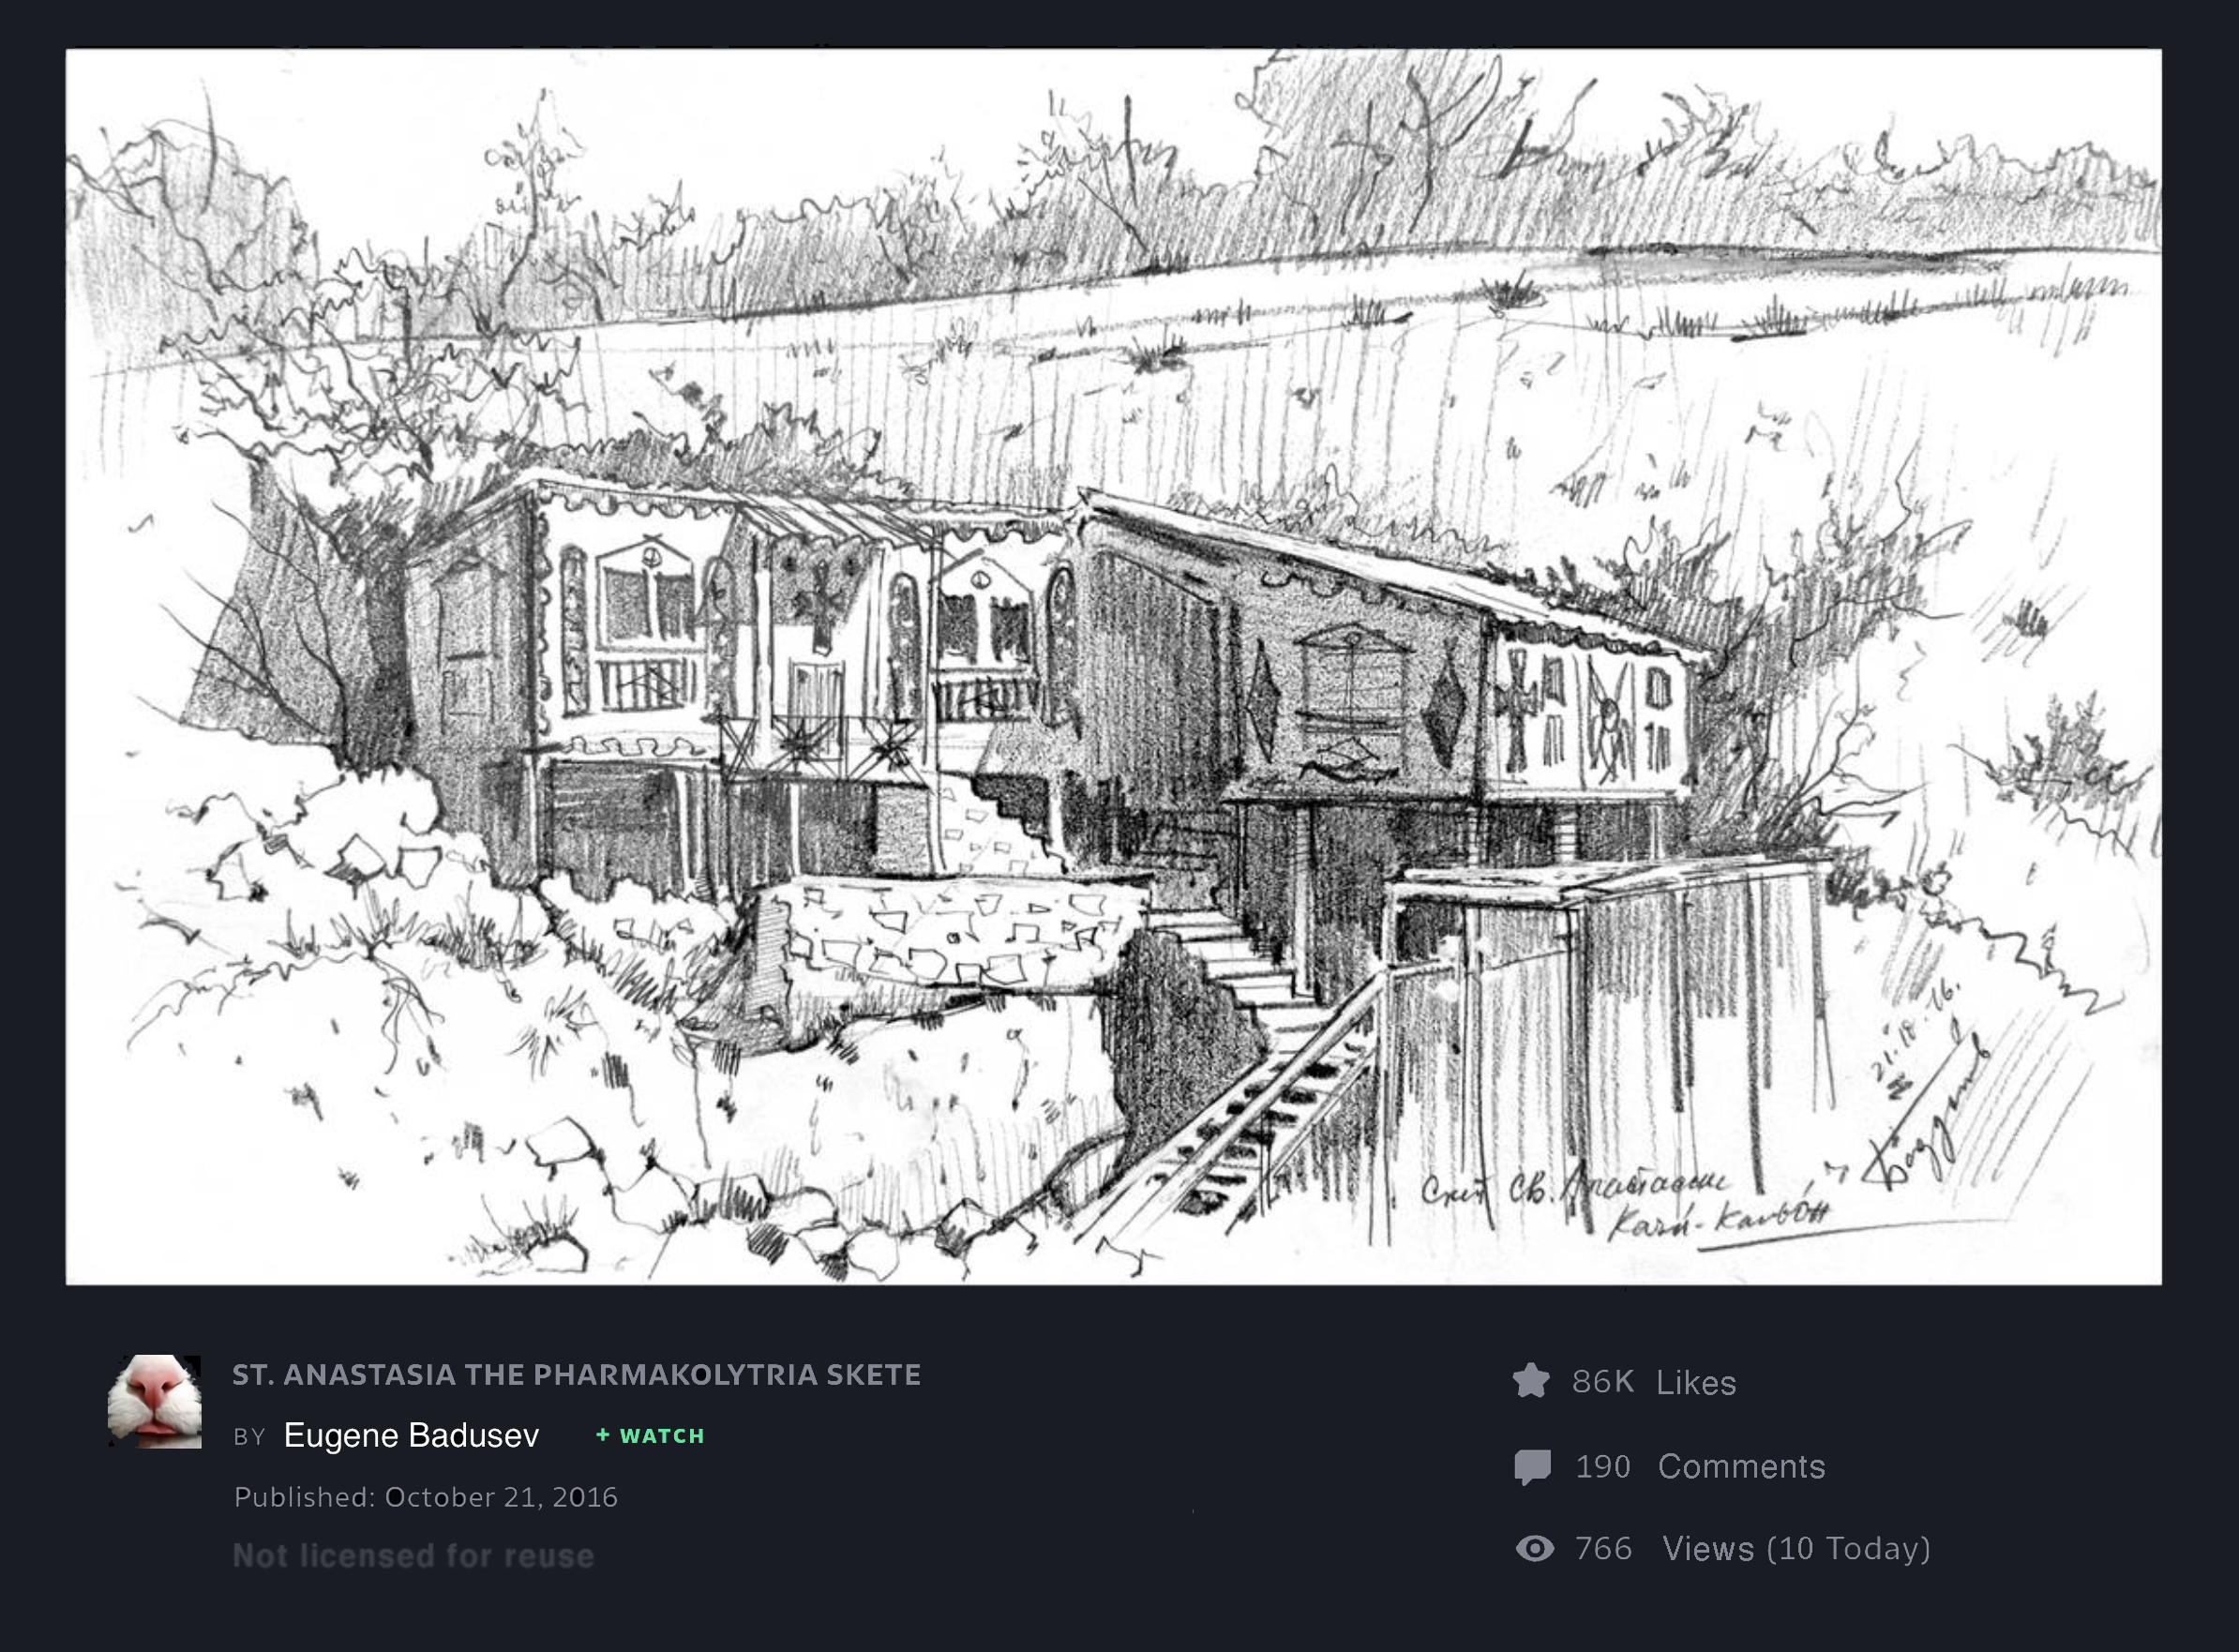 21.10.16.
Скит Св. Анастасии
Качи-Кальон
ST. ANASTASIA THE PHARMAKOLYTRIA SKETE
BY Eugene Badusev + WATCH
Published: October 21, 2016
Not licensed for reuse
86K Likes
190 Comments
766 Views (10 Today)